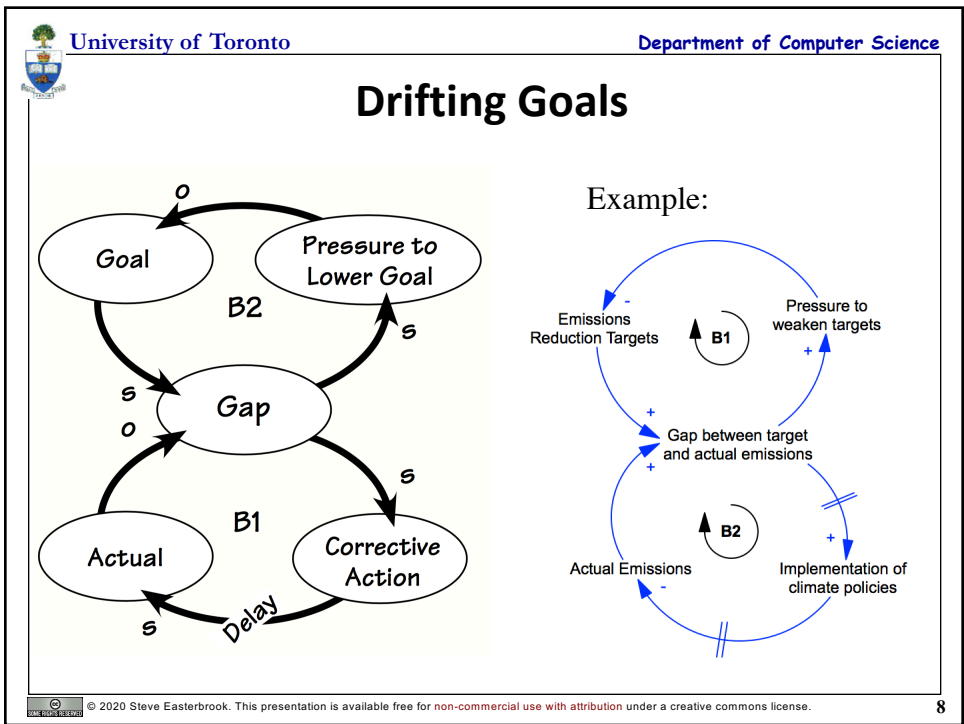 University of Toronto
Department of Computer Science
Drifting Goals
o
Goal
Pressure to
Lower Goal
B2
s
s
Gap
o
s
B1
Actual
Corrective
Action
s
Delay
Example:
-
Emissions
Reduction Targets
B1
Pressure to
weaken targets
+
+
Gap between target
and actual emissions
+
B2
+
Actual Emissions
-
Implementation of
climate policies
© 2020 Steve Easterbrook. This presentation is available free for non-commercial use with attribution under a creative commons license.
8